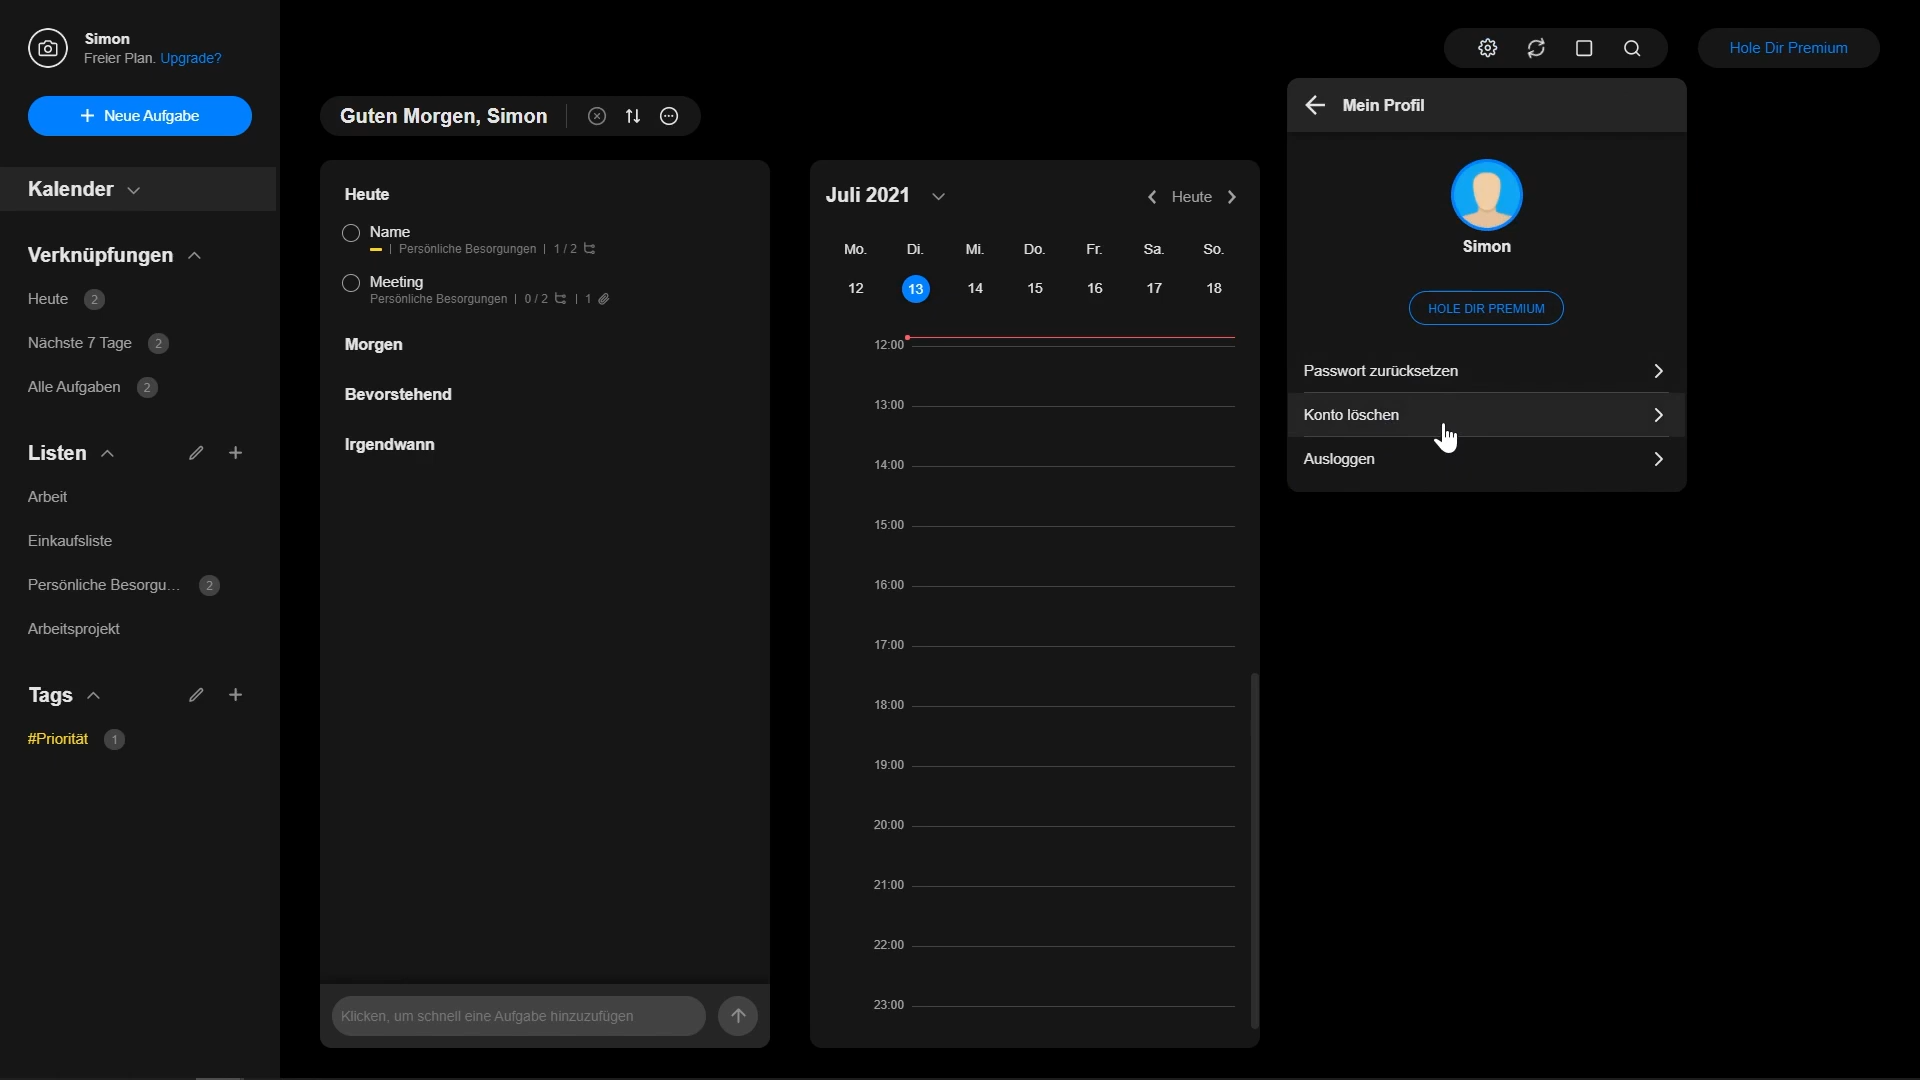 Simon
Freier Plan. Upgrade?
Neue Aufgabe
Kalender
Verknüpfungen
Heute 2
Nächste 7 Tage 2
Alle Aufgaben 2
Listen
Arbeit
Einkaufsliste
Persönliche Besorgu... 2
Arbeitsprojekt
Tags
#Priorität 1
Guten Morgen, Simon
Heute
Name
| Persönliche Besorgungen | 1 / 2
Meeting
Persönliche Besorgungen | 0 / 2 | 1
Morgen
Bevorstehend
Irgendwann
Klicken, um schnell eine Aufgabe hinzuzufügen
Juli 2021
Heute
Mo. Di. Mi. Do. Fr. Sa. So.
12 13 14 15 16 17 18
12:00
13:00
14:00
15:00
16:00
17:00
18:00
19:00
20:00
21:00
22:00
23:00
Hole Dir Premium
Mein Profil
Simon
HOLE DIR PREMIUM
Passwort zurücksetzen
Konto löschen
Ausloggen